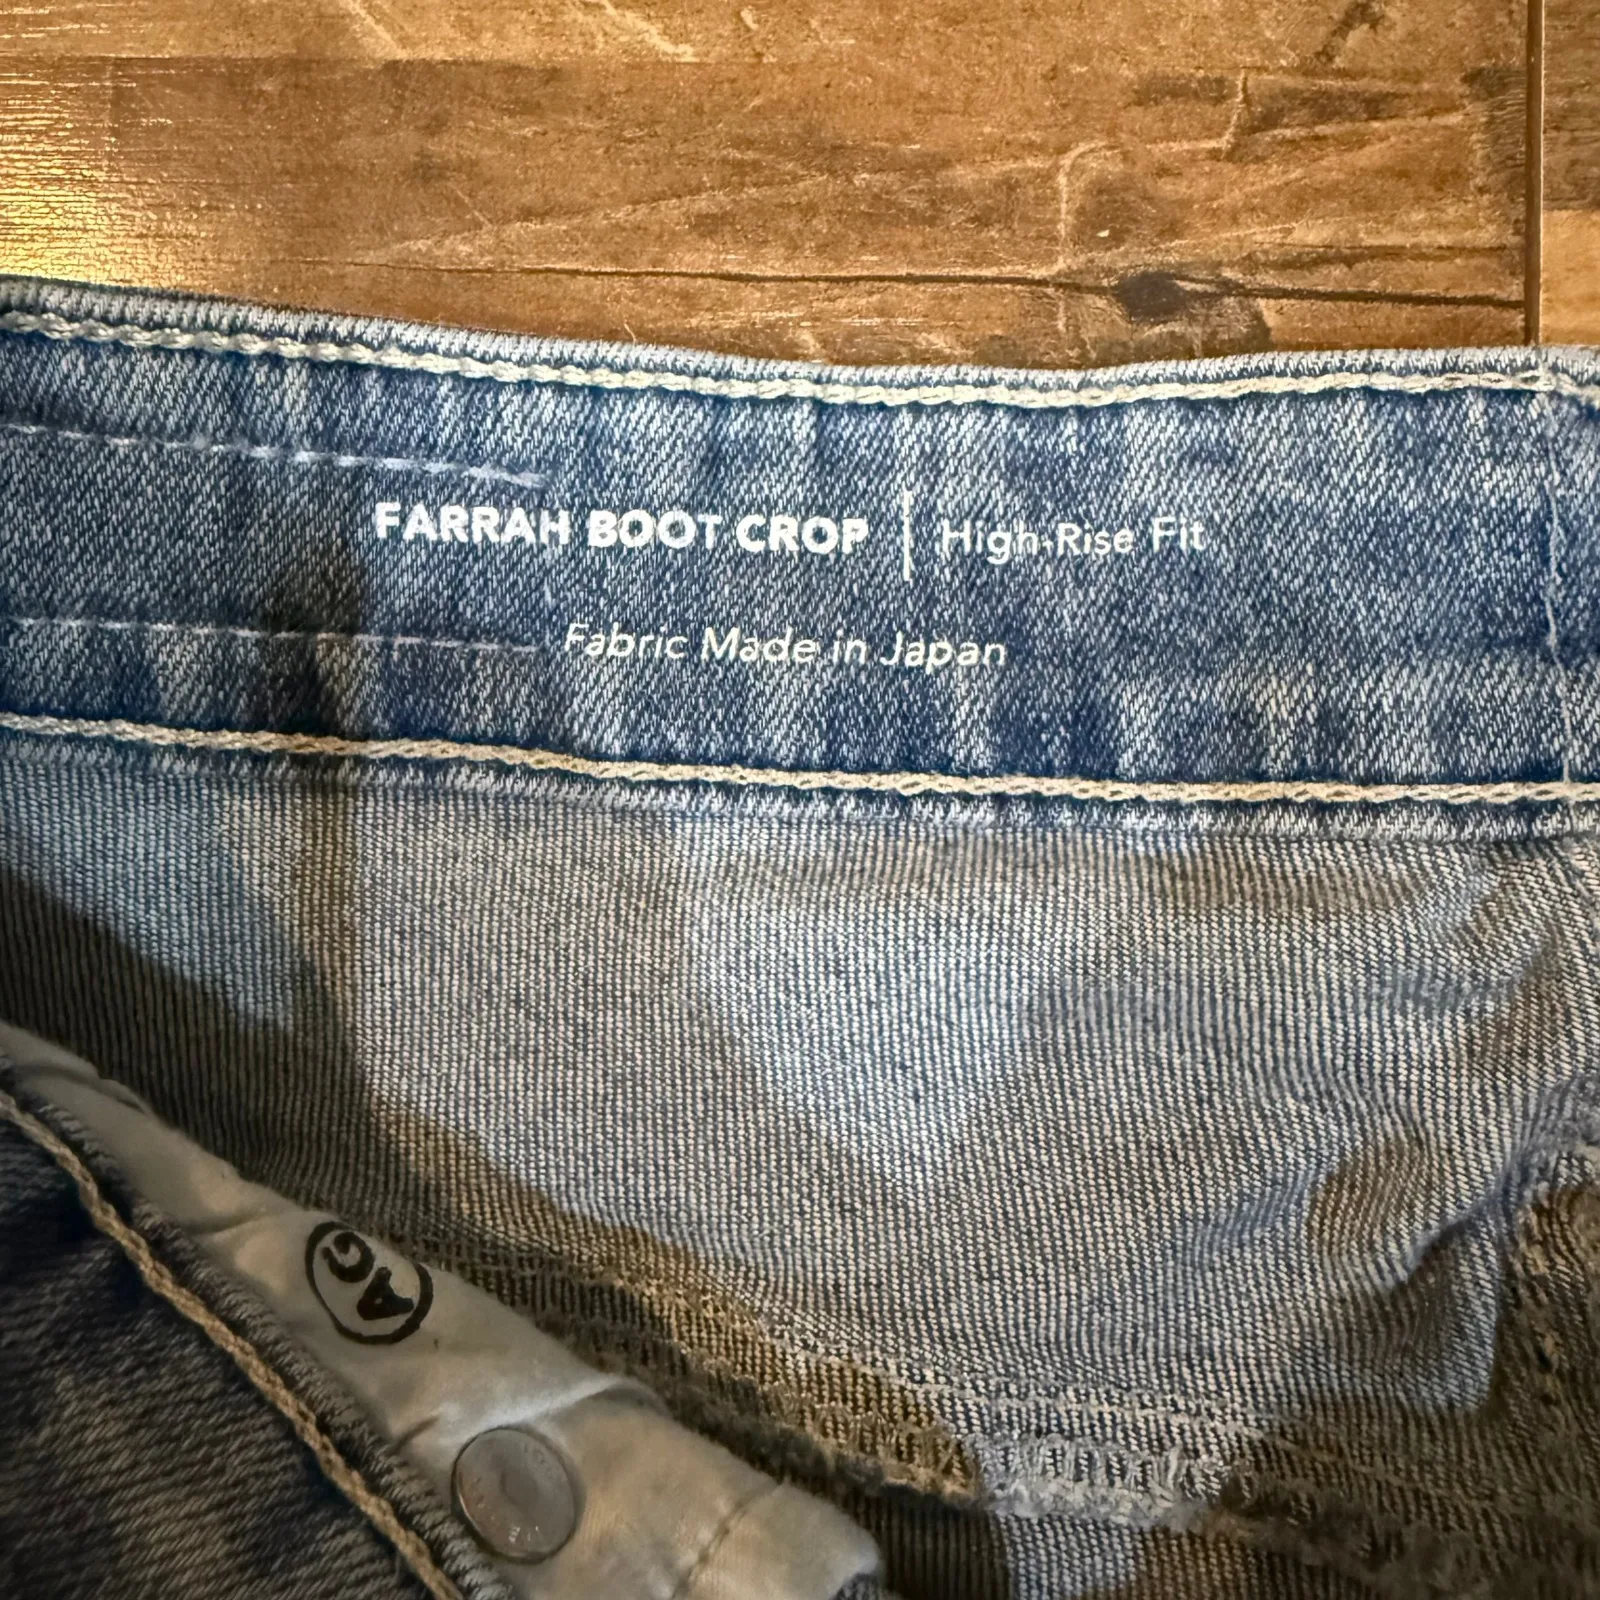 FARRAH BOOT CROP | High-Rise Fit
Fabric Made in Japan
AG